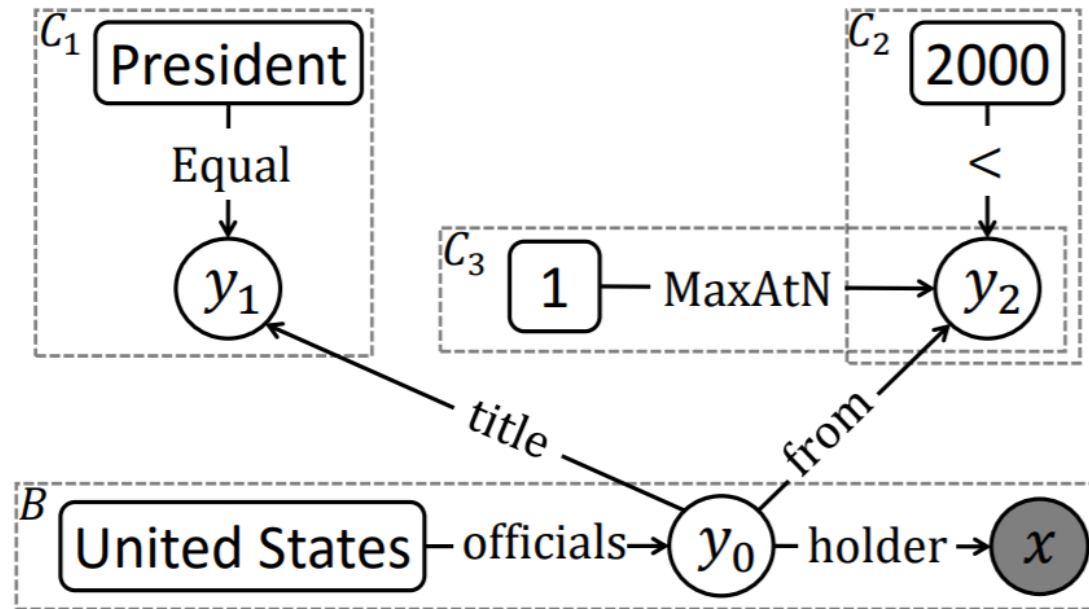 C₁ President C₂ 2000
Equal <
C₃ 1 MaxAtN y₂
y₁
title from
B United States officials y₀ holder x